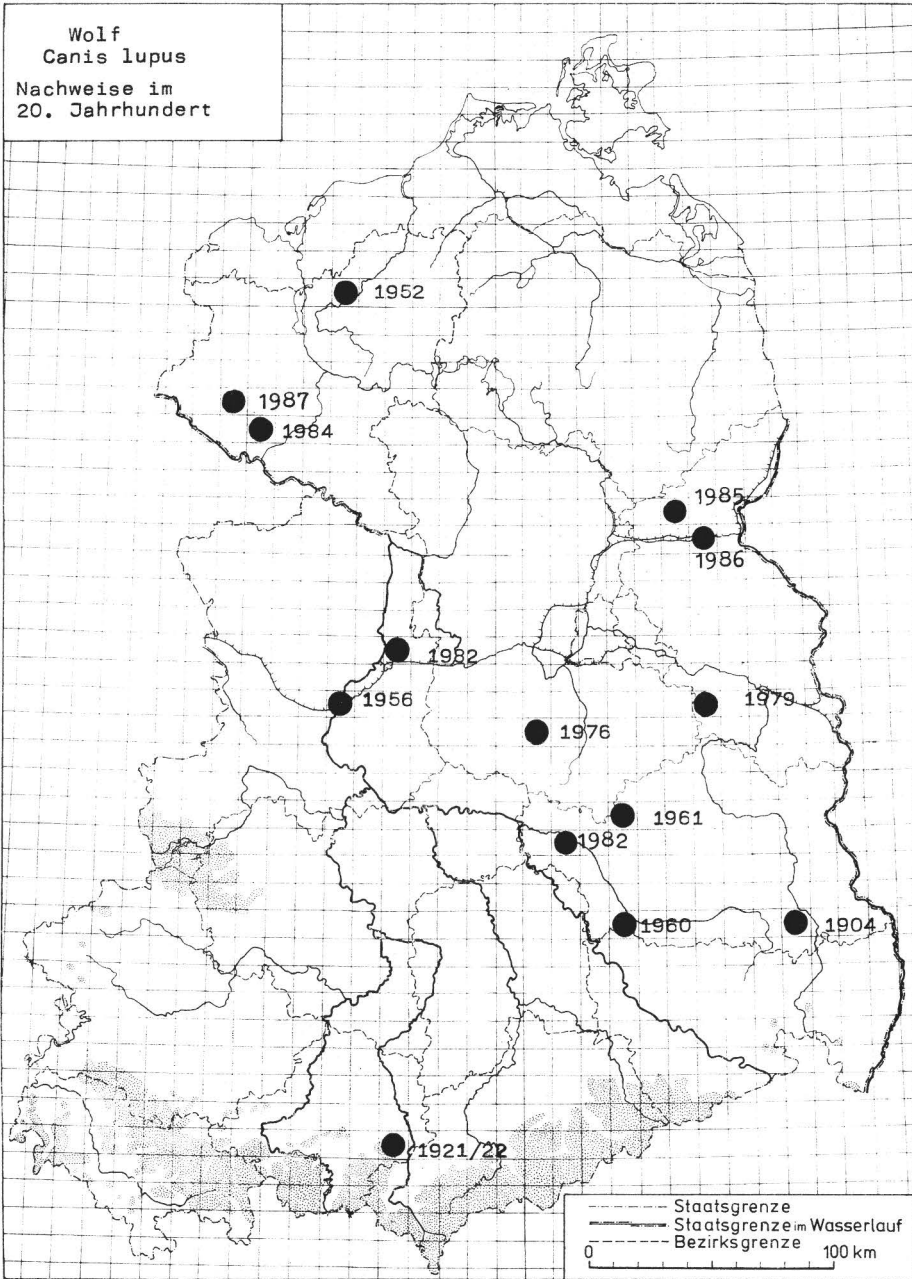 Wolf
Canis lupus
Nachweise im
20. Jahrhundert
1952
1987
1984
1985
1986
1982
1956
1979
1976
1961
1982
1960
1904
1921/22
Staatsgrenze
Staatsgrenze im Wasserlauf
Bezirksgrenze
0 100 km